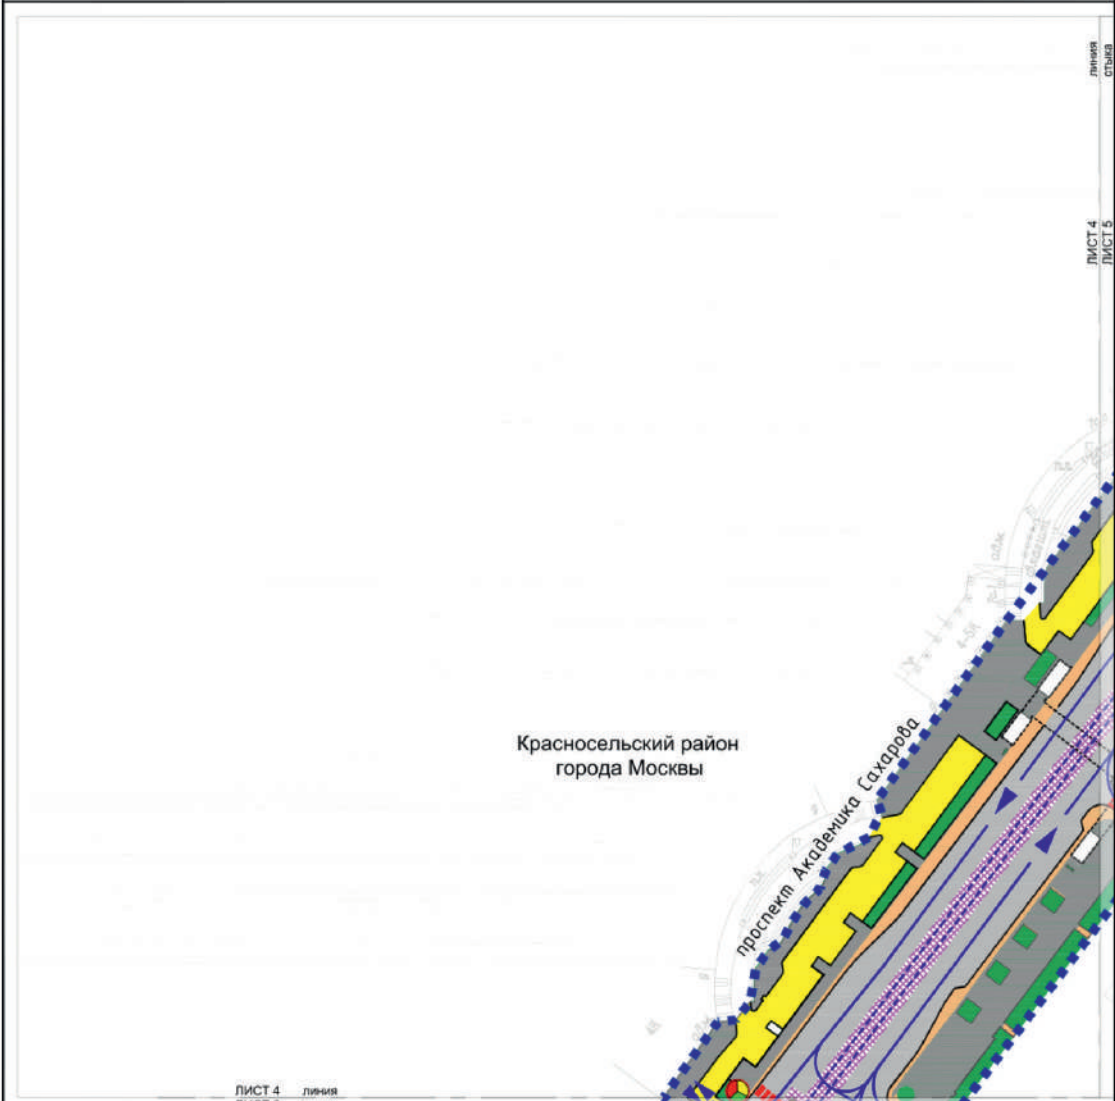 линия
стыка
ЛИСТ 4
ЛИСТ 5
Красносельский район
города Москвы
проспект Академика Сахарова
ЛИСТ 4 линия